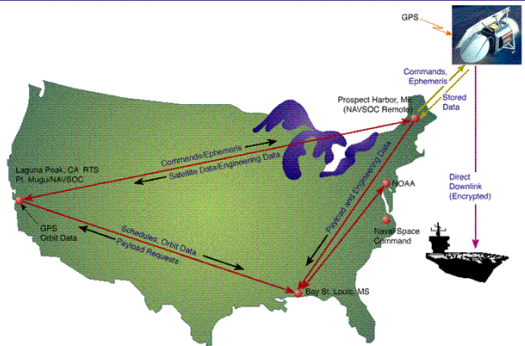 GPS
Commands,
Ephemeris
Stored
Data
Prospect Harbor, ME
(NAVSOC Remote)
Commands/Ephemeris
Satellite Data/Engineering Data
Laguna Peak, CA RTS
Pt. Mugu/NAVSOC
Payload and Engineering Data
NOAA
Direct
Downlink
(Encrypted)
GPS
Orbit Data
Schedules, Orbit Data
Payload Requests
Naval Space
Command
Bay St. Louis, MS